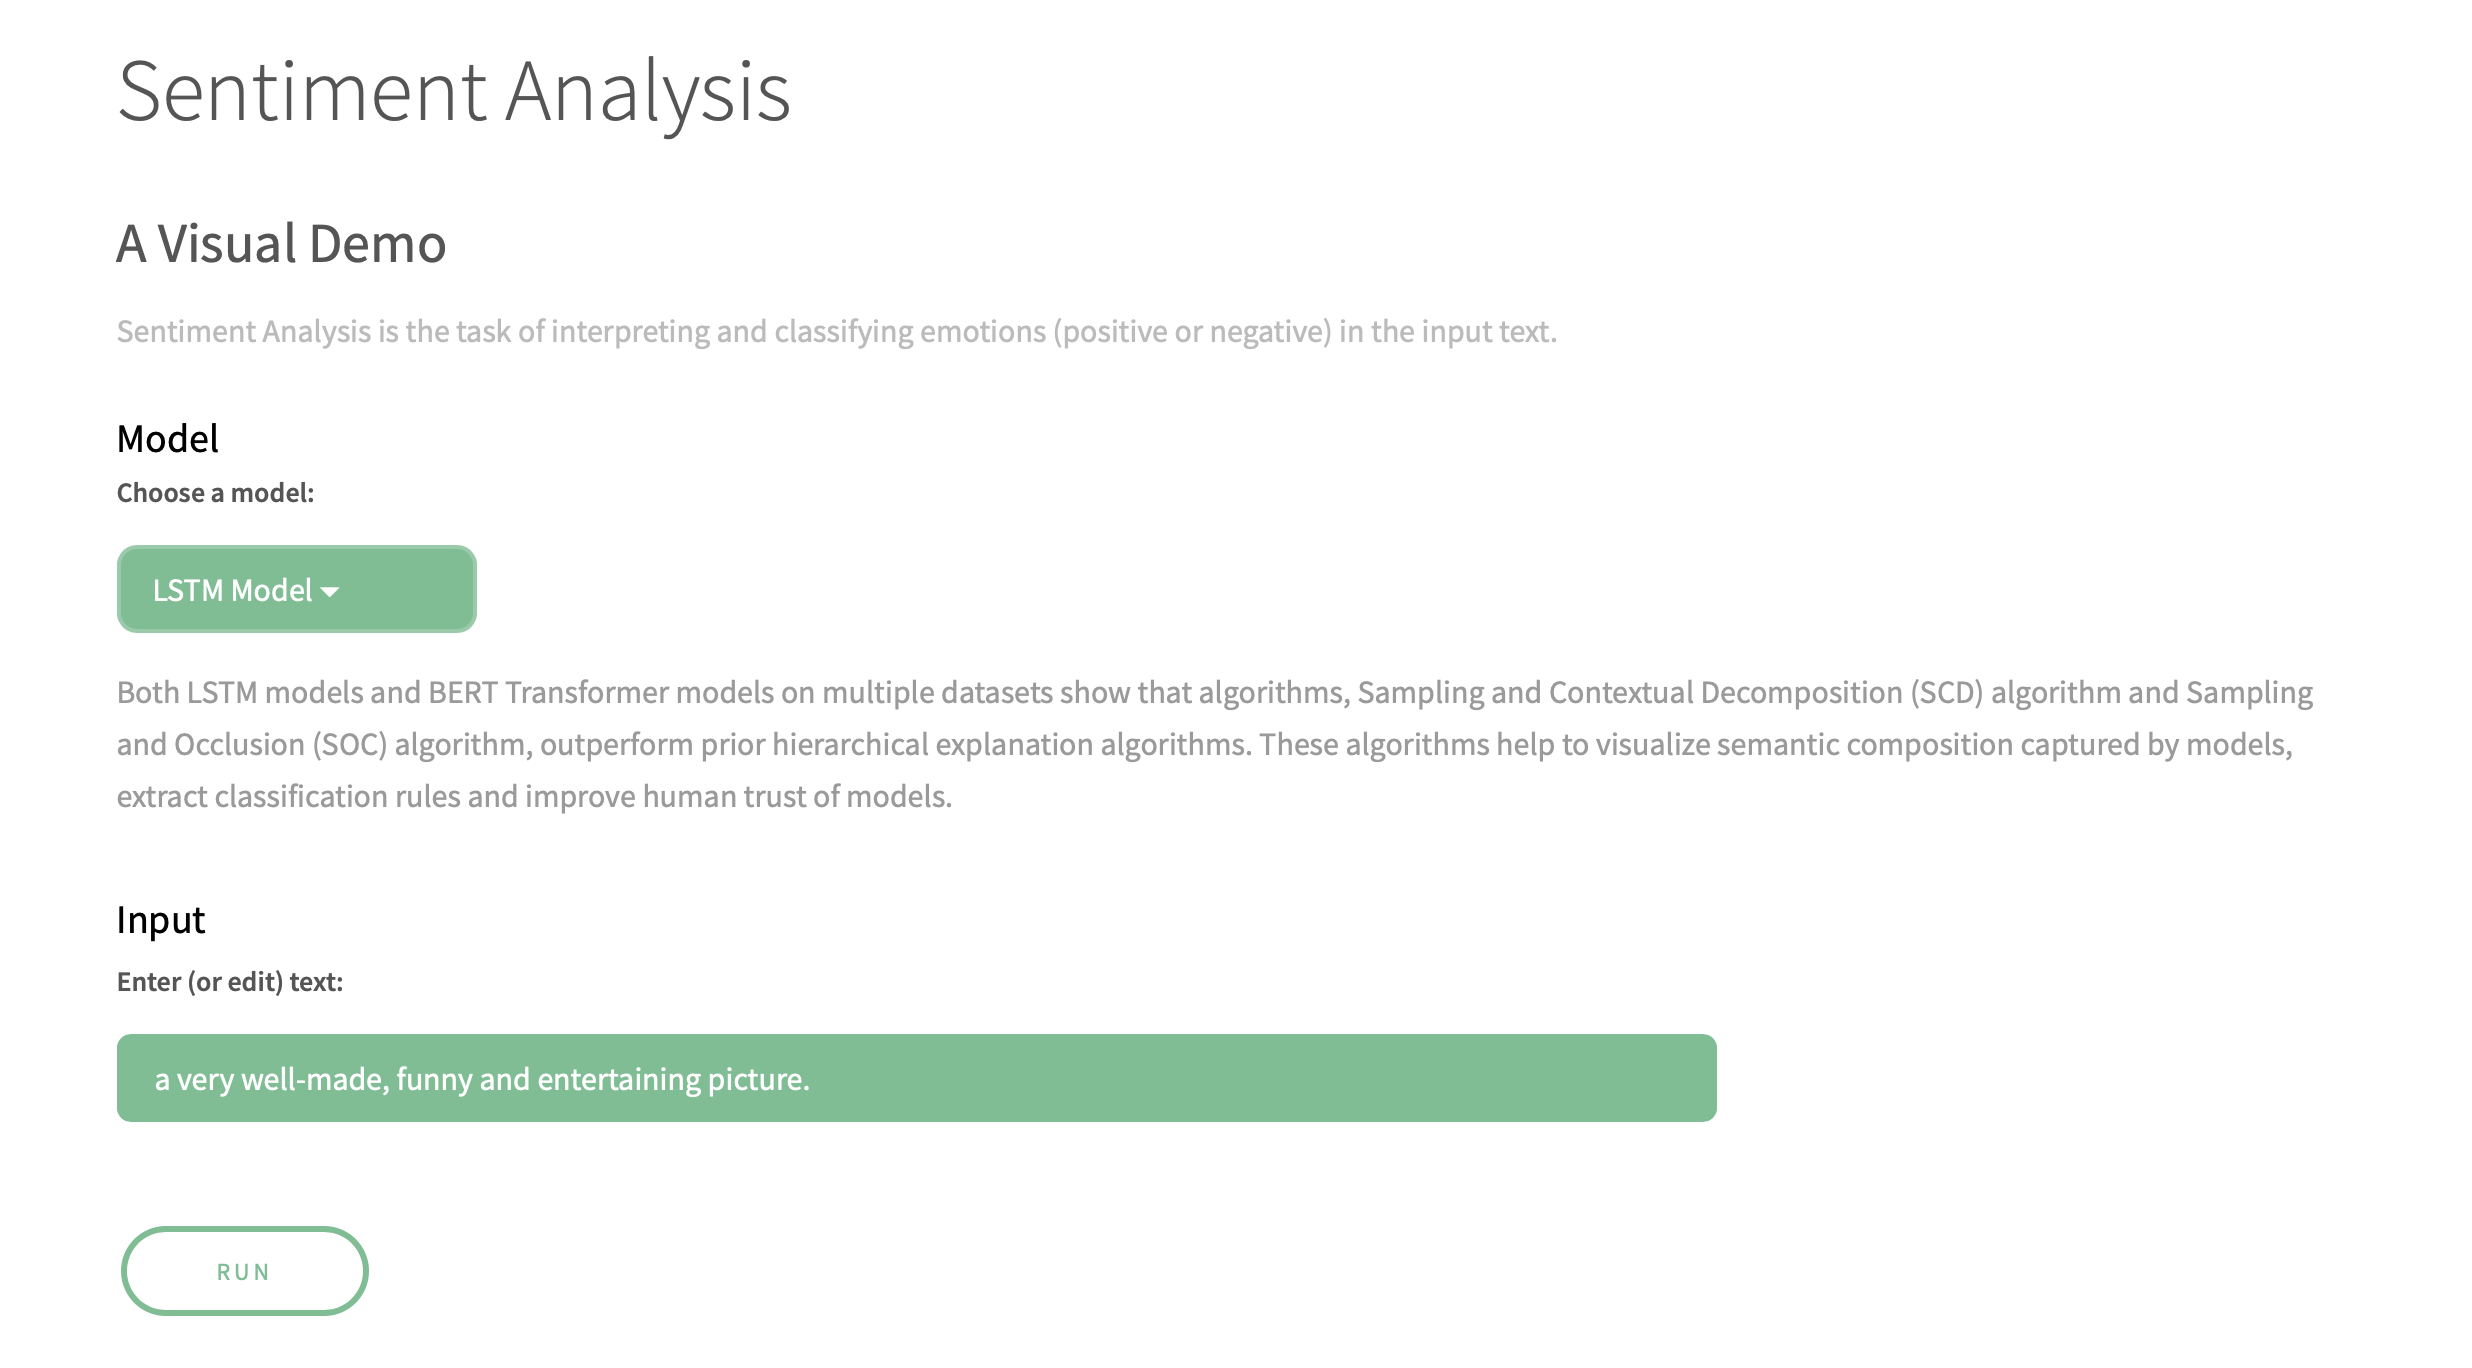 Sentiment Analysis
A Visual Demo
Sentiment Analysis is the task of interpreting and classifying emotions (positive or negative) in the input text.
Model
Choose a model:
LSTM Model
Both LSTM models and BERT Transformer models on multiple datasets show that algorithms, Sampling and Contextual Decomposition (SCD) algorithm and Sampling
and Occlusion (SOC) algorithm, outperform prior hierarchical explanation algorithms. These algorithms help to visualize semantic composition captured by models,
extract classification rules and improve human trust of models.
Input
Enter (or edit) text:
a very well-made, funny and entertaining picture.
RUN